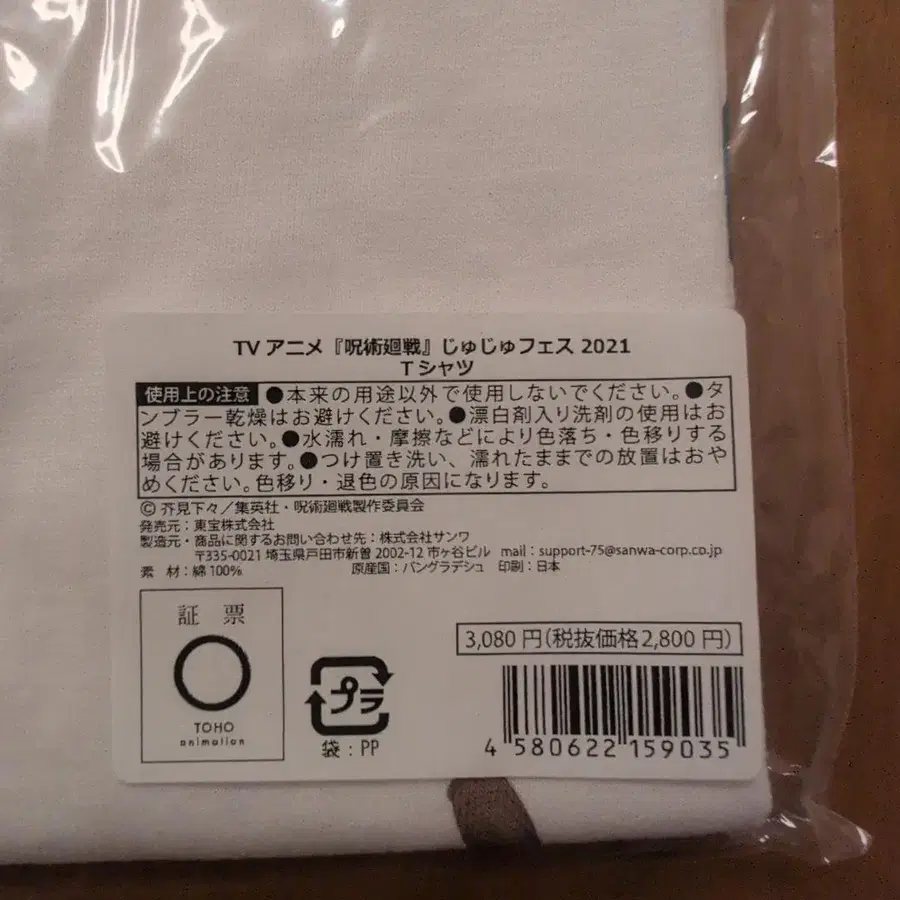 TV アニメ『呪術廻戦』じゅじゅフェス 2021
T シャツ
使用上の注意 ●本来の用途以外で使用しないでください。●タ
ンブラー乾燥はお避けください。●漂白剤入り洗剤の使用はお
避けください。●水濡れ・摩擦などにより色落ち・色移りする
場合があります。●つけ置き洗い、濡れたままでの放置はおや
めください。色移り・退色の原因になります。
© 芥見下々／集英社・呪術廻戦製作委員会
発売元：東宝株式会社
製造元・商品に関するお問い合わせ先：株式会社サンワ
〒335-0021 埼玉県戸田市新曽 2002-12 市ヶ谷ビル mail：support-75@sanwa-corp.co.jp
素 材：綿 100% 原産国：バングラデシュ 印刷：日本
証 票
TOHO
animation
プラ
袋：PP
3,080 円（税抜価格2,800 円）
4 580622 159035